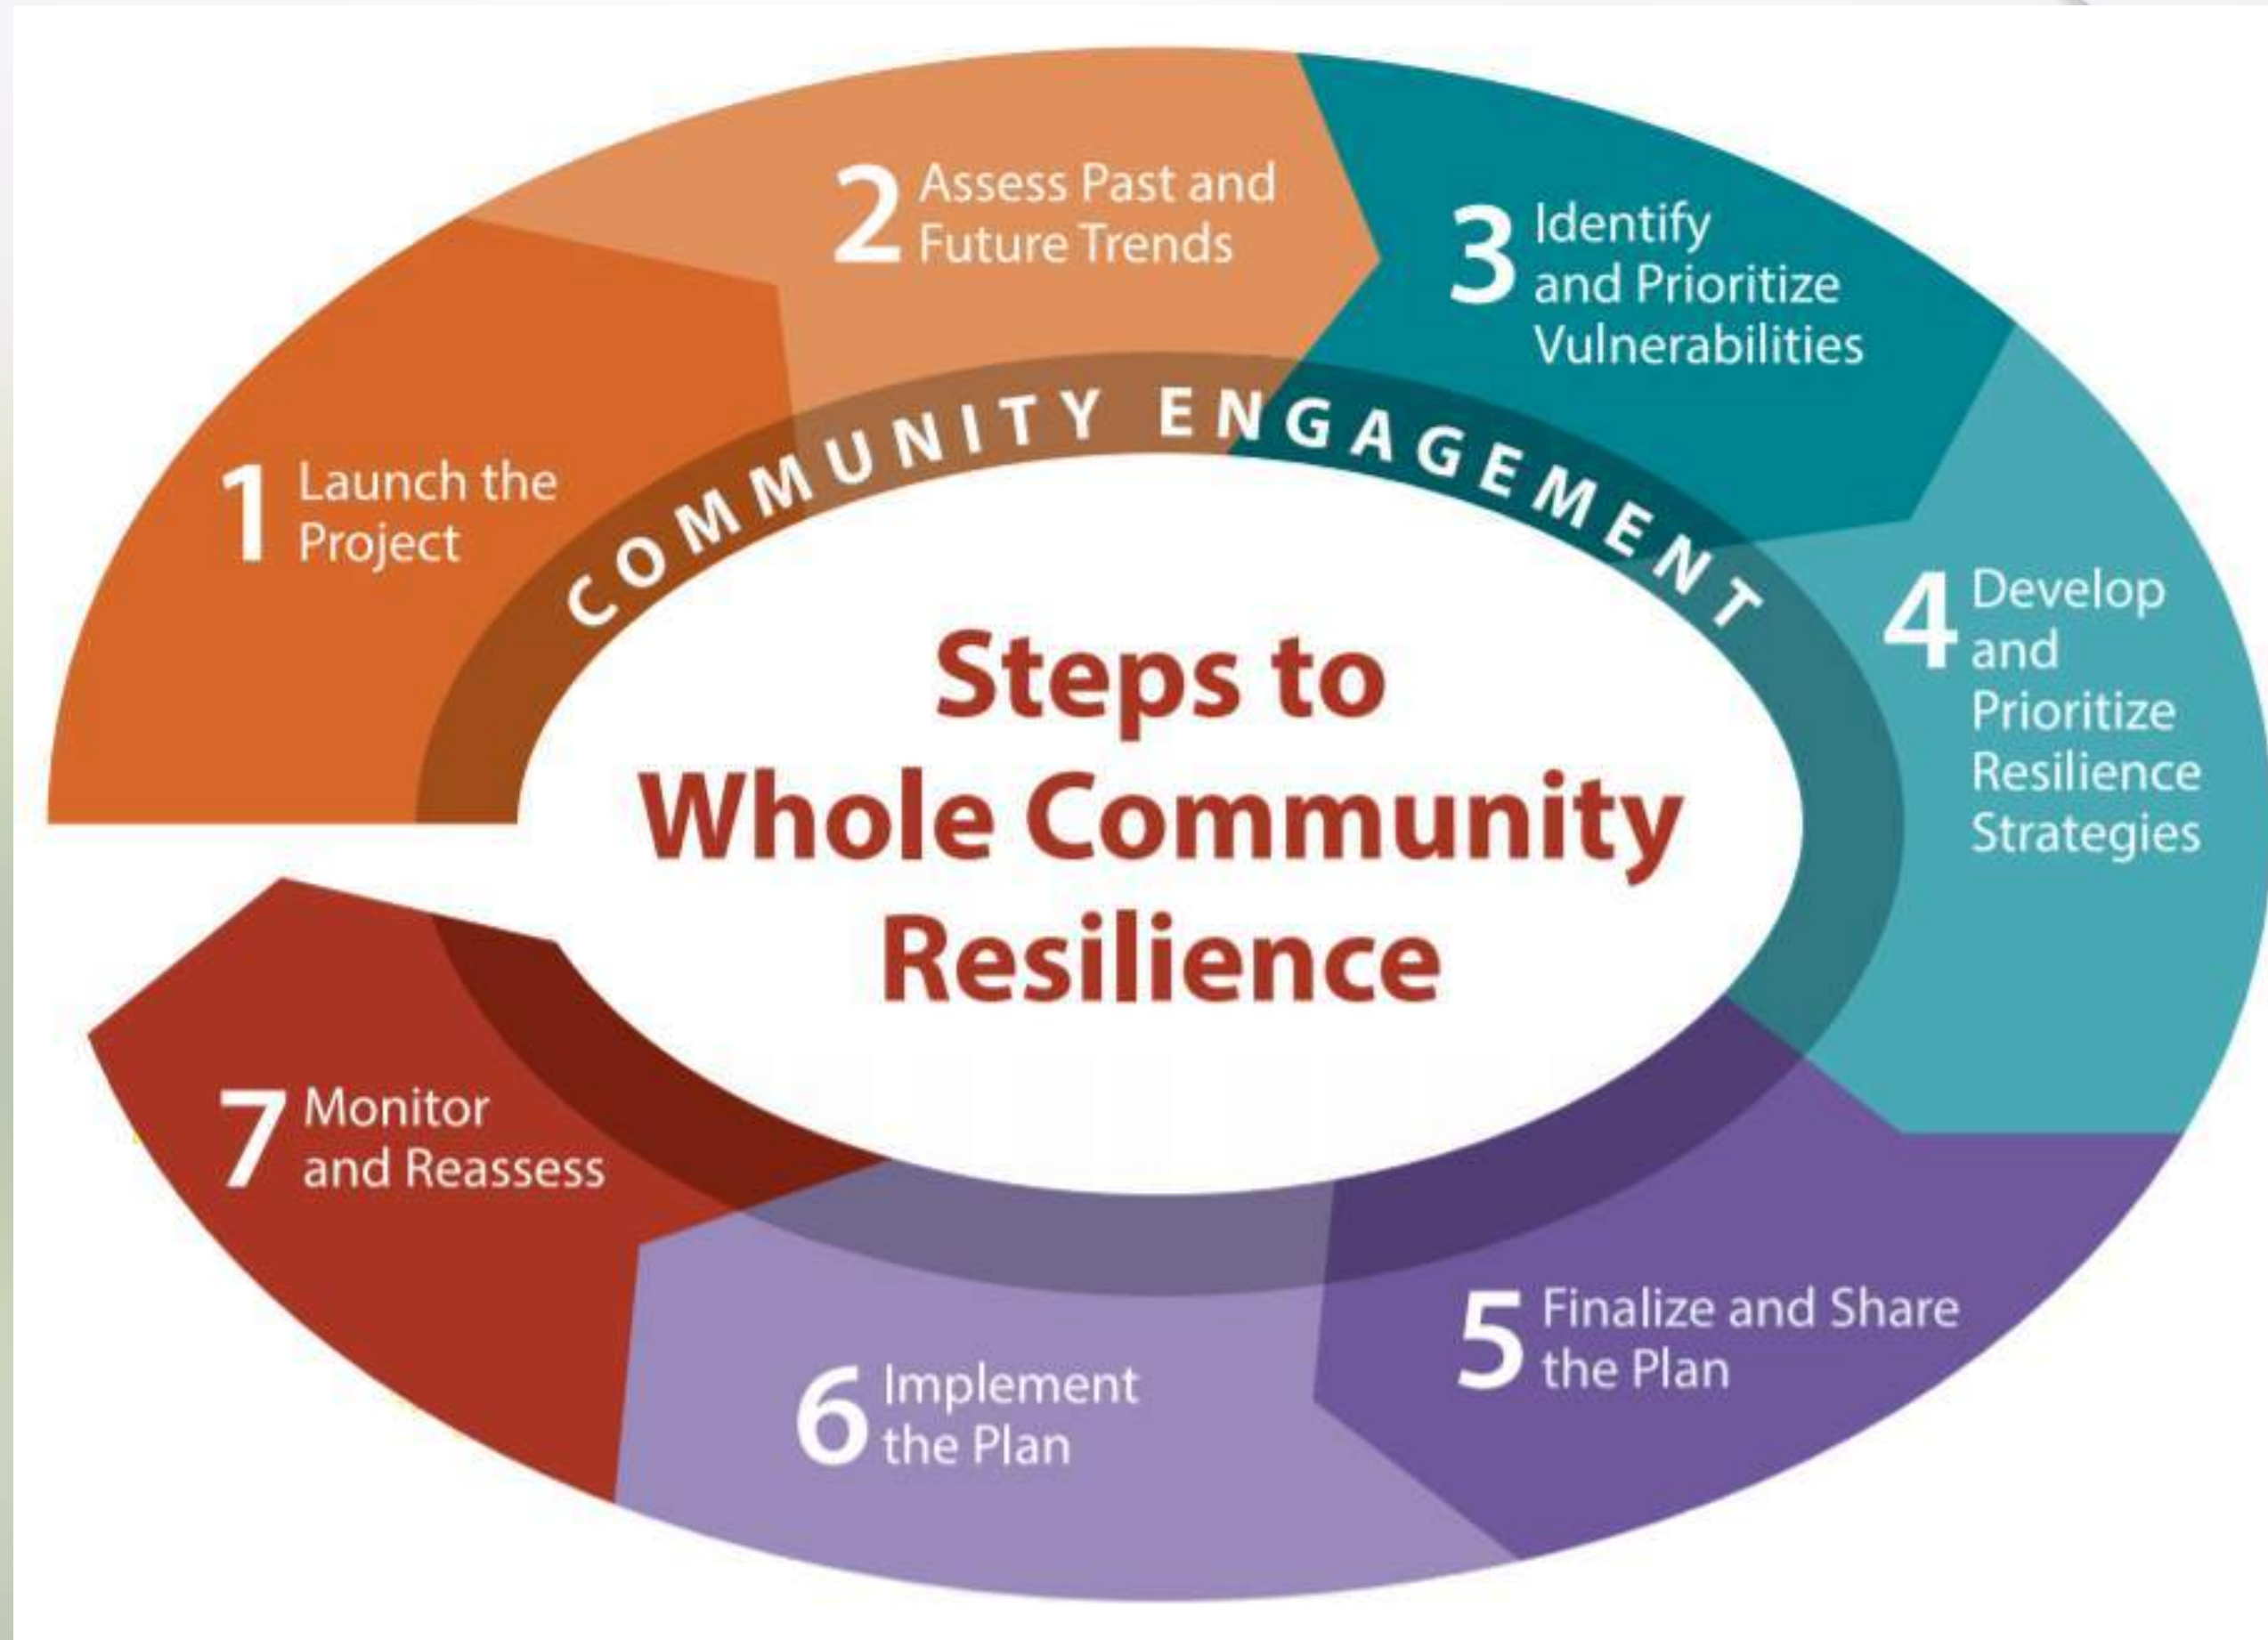 1 Launch the
Project
2 Assess Past and
Future Trends
3 Identify
and Prioritize
Vulnerabilities
4 Develop
and
Prioritize
Resilience
Strategies
5 Finalize and Share
the Plan
6 Implement
the Plan
7 Monitor
and Reassess
COMMUNITY ENGAGEMENT
Steps to
Whole Community
Resilience